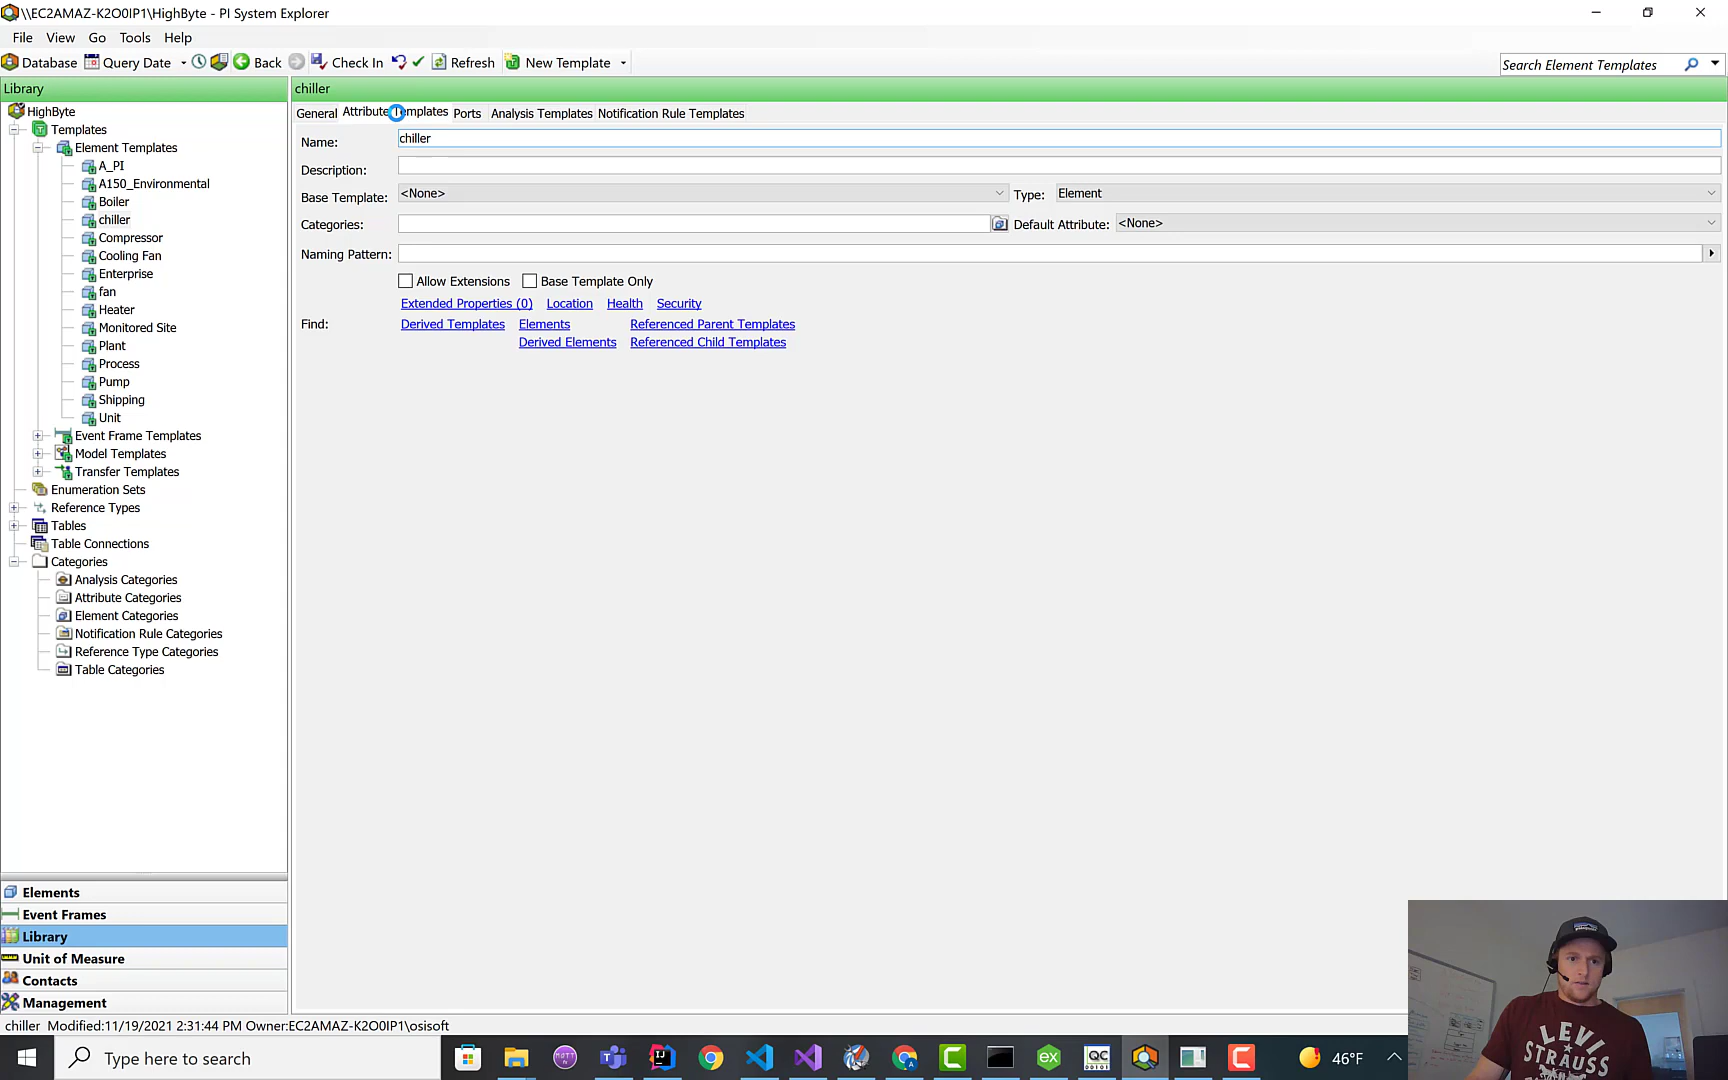 \\EC2AMAZ-K2O0IP1\HighByte - PI System Explorer
File View Go Tools Help
Database Query Date Back Check In Refresh New Template
Search Element Templates
Library
chiller
HighByte
Templates
Element Templates
A_PI
A150_Environmental
Boiler
chiller
Compressor
Cooling Fan
Enterprise
fan
Heater
Monitored Site
Plant
Process
Pump
Shipping
Unit
Event Frame Templates
Model Templates
Transfer Templates
Enumeration Sets
Reference Types
Tables
Table Connections
Categories
Analysis Categories
Attribute Categories
Element Categories
Notification Rule Categories
Reference Type Categories
Table Categories
General Attribute Templates Ports Analysis Templates Notification Rule Templates
Name: chiller
Description:
Base Template: <None> Type: Element
Categories: Default Attribute: <None>
Naming Pattern:
Allow Extensions Base Template Only
Extended Properties (0) Location Health Security
Find: Derived Templates Elements Referenced Parent Templates
Derived Elements Referenced Child Templates
Elements
Event Frames
Library
Unit of Measure
Contacts
Management
chiller Modified:11/19/2021 2:31:44 PM Owner:EC2AMAZ-K2O0IP1\osisoft
Type here to search
46°F
LEVI
STRAUSS